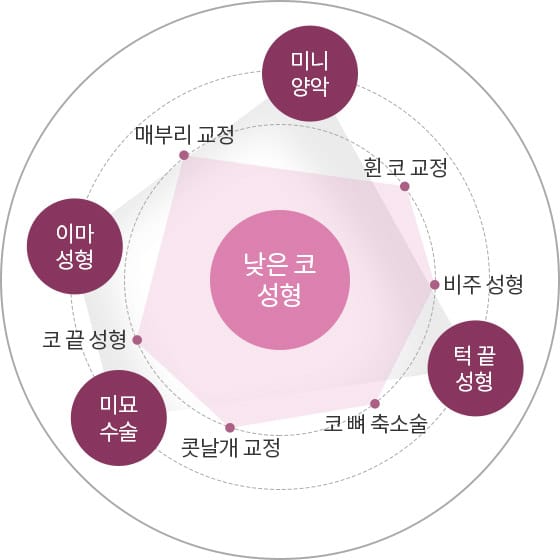 미니
양악
매부리 교정
휜 코 교정
이마
성형
낮은 코
성형
비주 성형
코 끝 성형
턱 끝
성형
미묘
수술
코 뼈 축소술
콧날개 교정